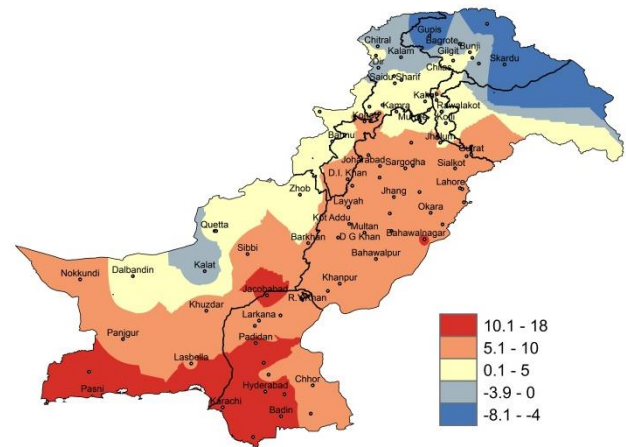 Gupis
Chitral
Bagrote
Bunji
Kalam
Gilgit
Skardu
Dir
Chilas
Saidu Sharif
Kakul
Kamra
Rawalakot
Kotli
Bannu
Jhelum
Gujrat
Joharabad
Sargodha
Sialkot
D.I. Khan
Lahore
Zhob
Jhang
Layyah
Okara
Kot Addu
Quetta
Multan
Barkhan
D G Khan
Bahawalnagar
Sibbi
Bahawalpur
Nokkundi
Dalbandin
Kalat
Khanpur
Jacobabad
R.Y.Khan
Khuzdar
Larkana
Panjgur
Padidan
Lasbella
Pasni
Hyderabad
Chhor
Karachi
Badin
10.1 - 18
5.1 - 10
0.1 - 5
-3.9 - 0
-8.1 - -4